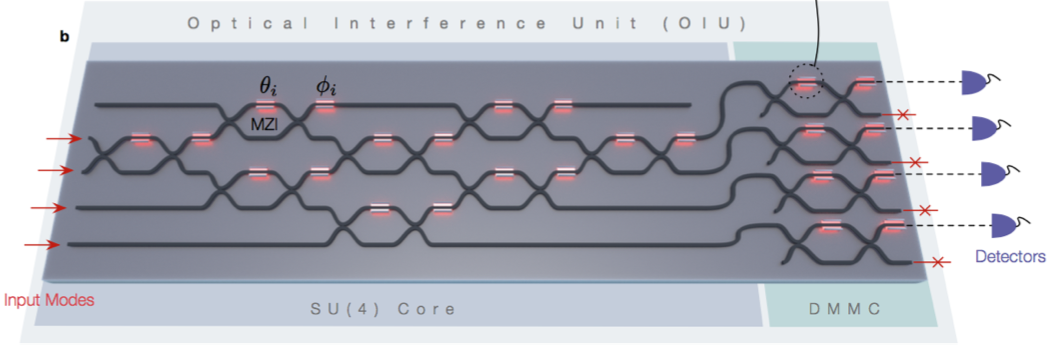 Optical Interference Unit (OIU)
b
θi ϕi
MZI
Detectors
Input Modes
SU(4) Core
DMMC